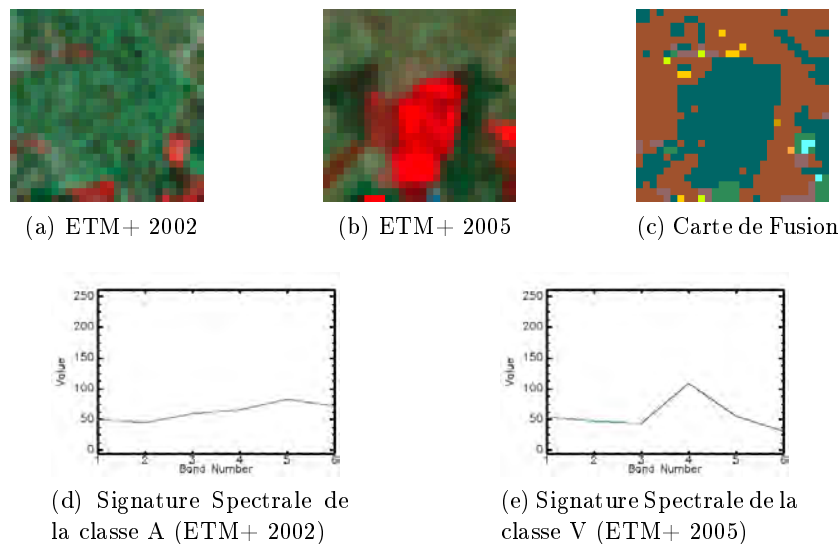 (a) ETM+ 2002
(b) ETM+ 2005
(c) Carte de Fusion
250
200
150
100
50
0
Value
1 2 3 4 5 6
Band Number
250
200
150
100
50
0
Value
1 2 3 4 5 6
Band Number
(d) Signature Spectrale de
la classe A (ETM+ 2002)
(e) Signature Spectrale de la
classe V (ETM+ 2005)